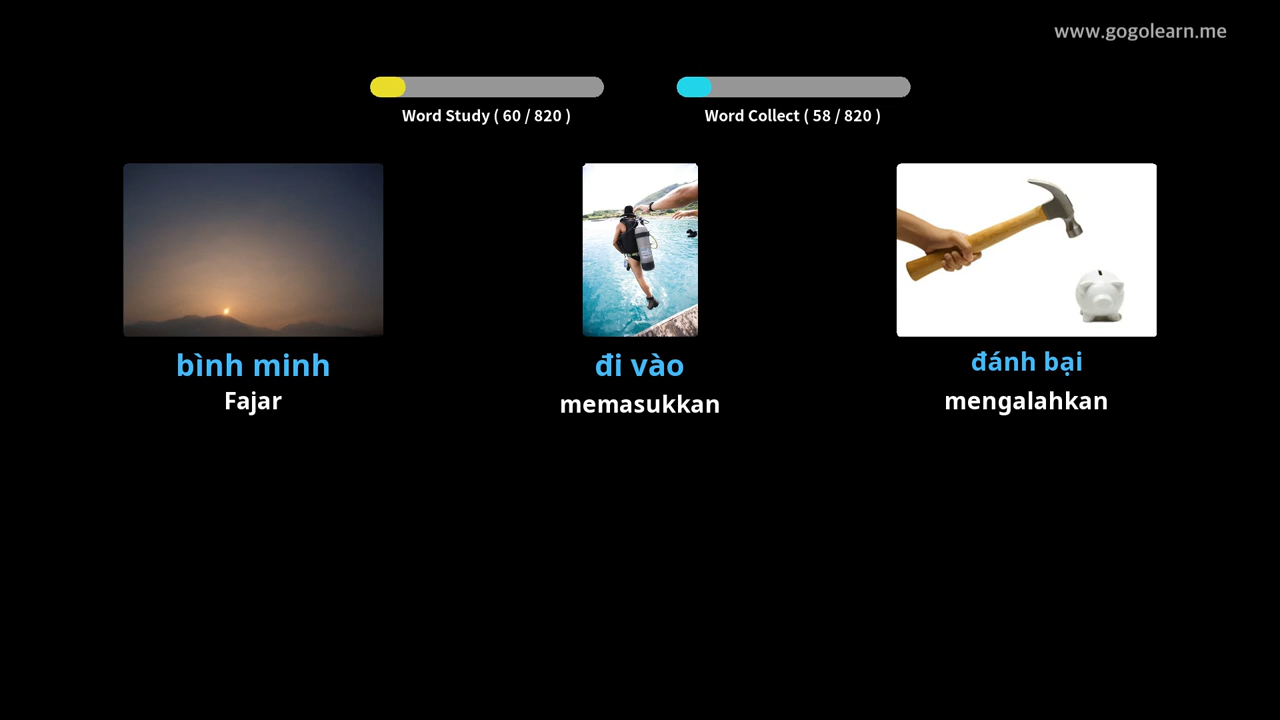 www.gogolearn.me
Word Study ( 60 / 820 )
Word Collect ( 58 / 820 )
bình minh
Fajar
đi vào
memasukkan
đánh bại
mengalahkan